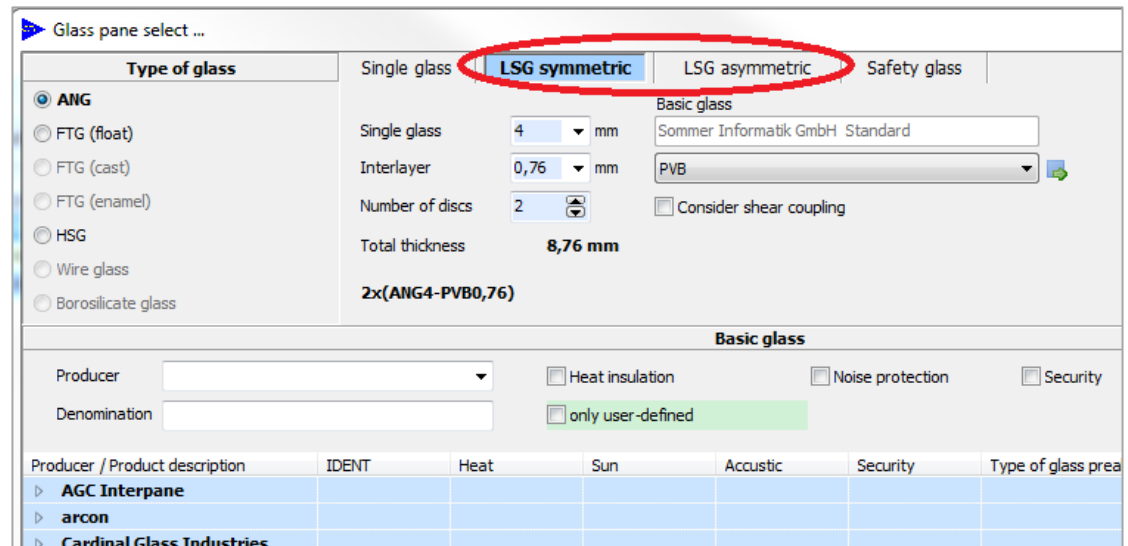 Glass pane select ...
Type of glass
Single glass LSG symmetric LSG asymmetric Safety glass
ANG
FTG (float)
FTG (cast)
FTG (enamel)
HSG
Wire glass
Borosilicate glass
Basic glass
Single glass 4 mm Sommer Informatik GmbH Standard
Interlayer 0,76 mm PVB
Number of discs 2 Consider shear coupling
Total thickness 8,76 mm
2x(ANG4-PVB0,76)
Basic glass
Producer Heat insulation Noise protection Security
Denomination only user-defined
Producer / Product description IDENT Heat Sun Accustic Security Type of glass prea
AGC Interpane
arcon
Cardinal Glass Industries